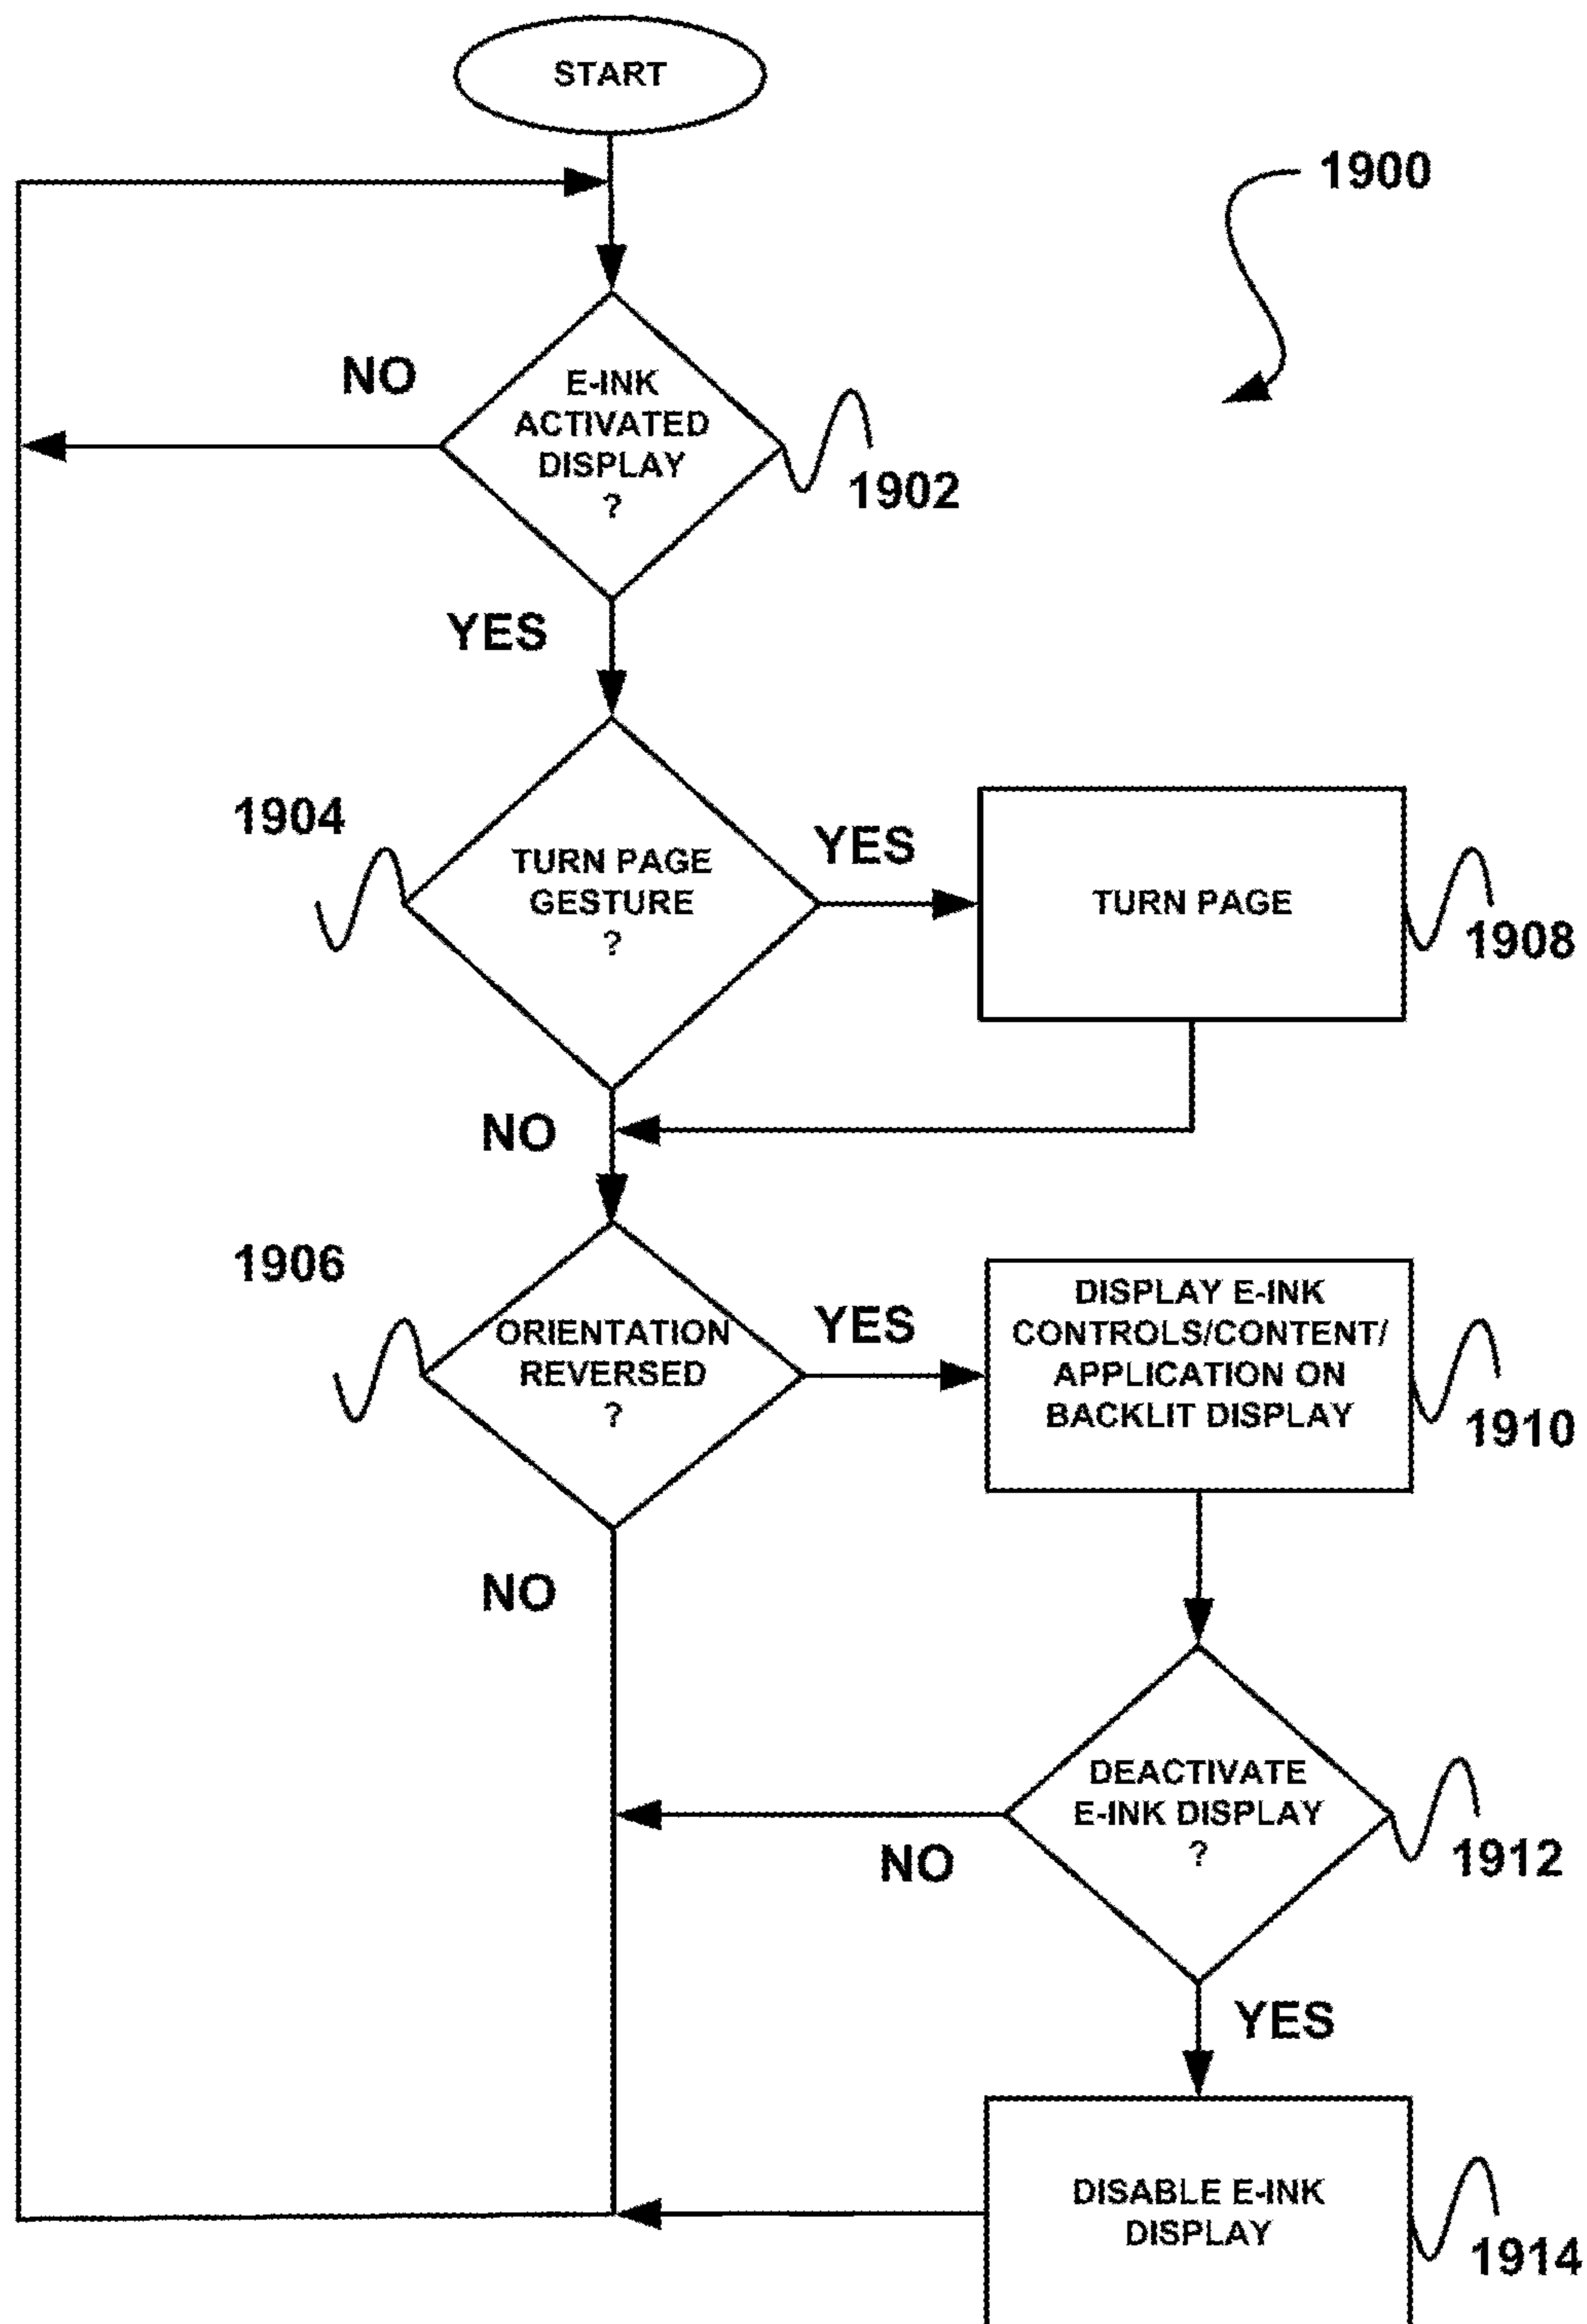 START
1900
NO
E-INK
ACTIVATED
DISPLAY
?
1902
YES
1904
TURN PAGE
GESTURE
?
YES
TURN PAGE
1908
NO
1906
ORIENTATION
REVERSED
?
YES
DISPLAY E-INK
CONTROLS/CONTENT/
APPLICATION ON
BACKLIT DISPLAY
1910
NO
DEACTIVATE
E-INK DISPLAY
?
1912
NO
YES
DISABLE E-INK
DISPLAY
1914